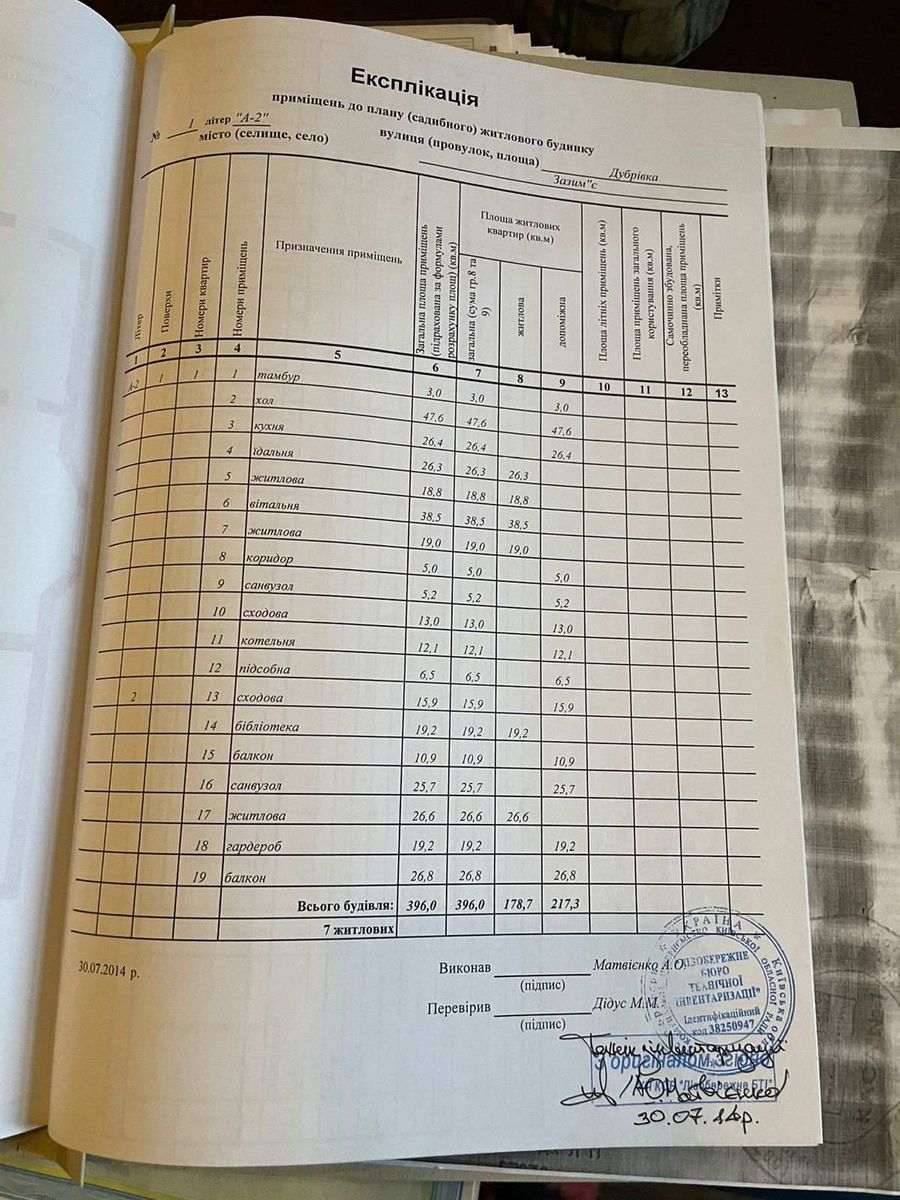 Експлікація
приміщень до плану (садибного) житлового будинку
№ 1 літер "А-2" вулиця (провулок, площа) Дубрівка
місто (селище, село) Зазим"є
Літер
Поверхи
Номери квартир
Номери приміщень
Призначення приміщень
Загальна площа приміщень (підрахована за формулами розрахунку площ) (кв.м)
Площа житлових квартир (кв.м)
загальна (сума гр.8 та 9)
житлова
допоміжна
Площа літніх приміщень (кв.м)
Площа приміщень загального користування (кв.м)
Самочинно збудована, переобладнана площа приміщень (кв.м)
Примітки
1 2 3 4 5 6 7 8 9 10 11 12 13
А-2 1 1 1 тамбур 3,0 3,0 3,0
2 хол 47,6 47,6 47,6
3 кухня 26,4 26,4 26,4
4 їдальня 26,3 26,3 26,3
5 житлова 18,8 18,8 18,8
6 вітальня 38,5 38,5 38,5
7 житлова 19,0 19,0 19,0
8 коридор 5,0 5,0 5,0
9 санвузол 5,2 5,2 5,2
10 сходова 13,0 13,0 13,0
11 котельня 12,1 12,1 12,1
12 підсобна 6,5 6,5 6,5
2 13 сходова 15,9 15,9 15,9
14 бібліотека 19,2 19,2 19,2
15 балкон 10,9 10,9 10,9
16 санвузол 25,7 25,7 25,7
17 житлова 26,6 26,6 26,6
18 гардероб 19,2 19,2 19,2
19 балкон 26,8 26,8 26,8
Всього будівля: 396,0 396,0 178,7 217,3
7 житлових
30.07.2014 р.
Виконав Матвієнко А.О.
(підпис)
Перевірив Дідус М.М.
(підпис)
УКРАЇНА
ЛІВОБЕРЕЖНЕ
БЮРО
ТЕХНІЧНОЇ
ІНВЕНТАРИЗАЦІЇ"
Ідентифікаційний
код 38250947
З оригіналом згідно
"Лівобережне БТІ"
30.07.14р.